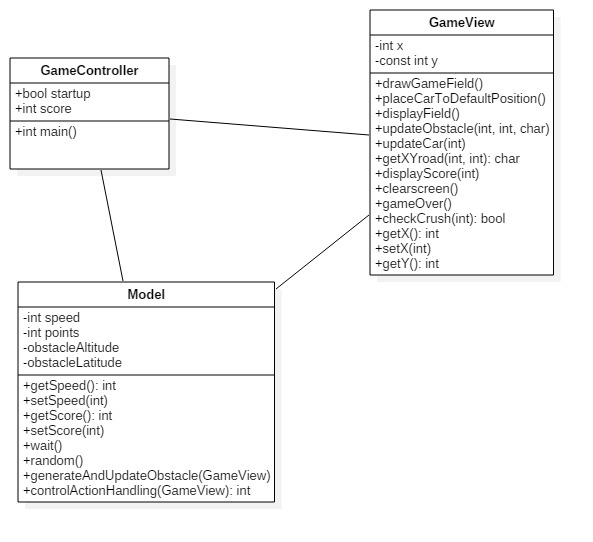 GameController
+bool startup
+int score
+int main()
GameView
-int x
-const int y
+drawGameField()
+placeCarToDefaultPosition()
+displayField()
+updateObstacle(int, int, char)
+updateCar(int)
+getXYroad(int, int): char
+displayScore(int)
+clearscreen()
+gameOver()
+checkCrush(int): bool
+getX(): int
+setX(int)
+getY(): int
Model
-int speed
-int points
-obstacleAltitude
-obstacleLatitude
+getSpeed(): int
+setSpeed(int)
+getScore(): int
+setScore(int)
+wait()
+random()
+generateAndUpdateObstacle(GameView)
+controlActionHandling(GameView): int